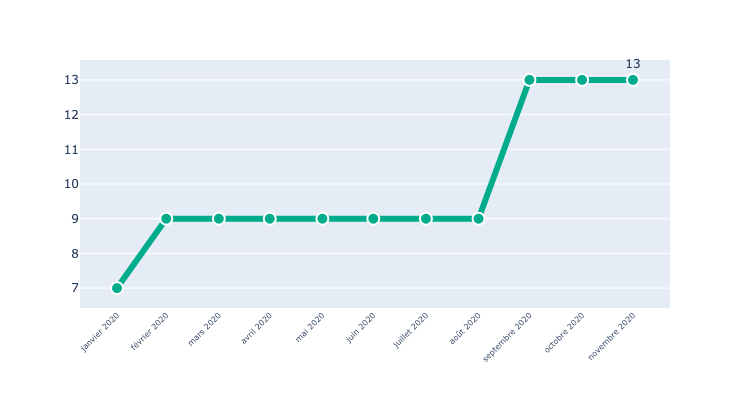 13
13
12
11
10
9
8
7
janvier 2020
février 2020
mars 2020
avril 2020
mai 2020
juin 2020
juillet 2020
août 2020
septembre 2020
octobre 2020
novembre 2020